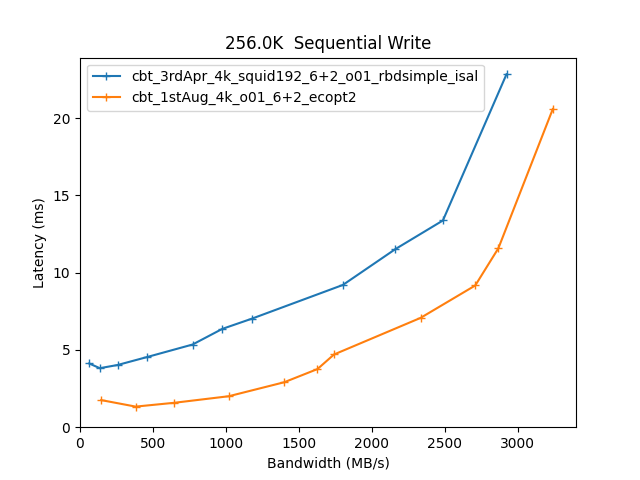 256.0K  Sequential Write
cbt_3rdApr_4k_squid192_6+2_o01_rbdsimple_isal
cbt_1stAug_4k_o01_6+2_ecopt2
Latency (ms)
20
15
10
5
0
0 500 1000 1500 2000 2500 3000
Bandwidth (MB/s)